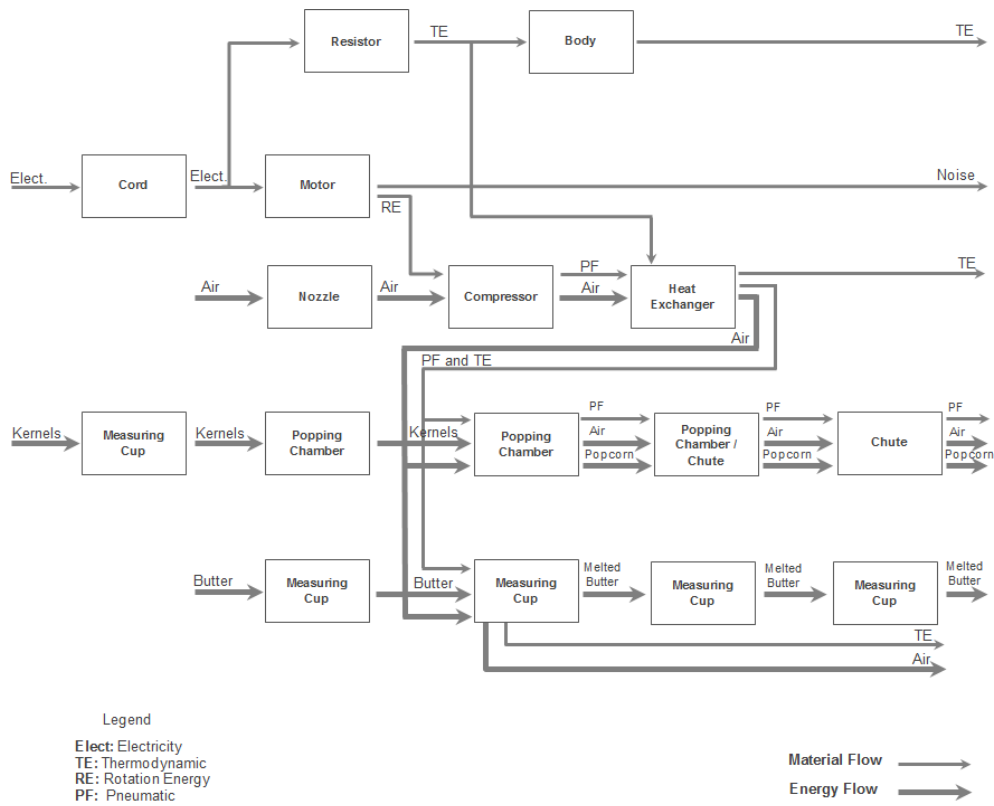 TE
TE
Resistor
Body
Elect.
Cord
Elect.
Motor
Noise
RE
Air
Nozzle
Air
Compressor
PF
Air
Heat
Exchanger
TE
Air
PF and TE
Kernels
Measuring
Cup
Kernels
Popping
Chamber
Kernels
Popping
Chamber
PF
Air
Popcorn
Popping
Chamber /
Chute
PF
Air
Popcorn
Chute
PF
Air
Popcorn
Butter
Measuring
Cup
Butter
Measuring
Cup
Melted
Butter
Measuring
Cup
Melted
Butter
Measuring
Cup
Melted
Butter
TE
Air
Legend
Elect: Electricity
TE: Thermodynamic
RE: Rotation Energy
PF: Pneumatic
Material Flow
Energy Flow